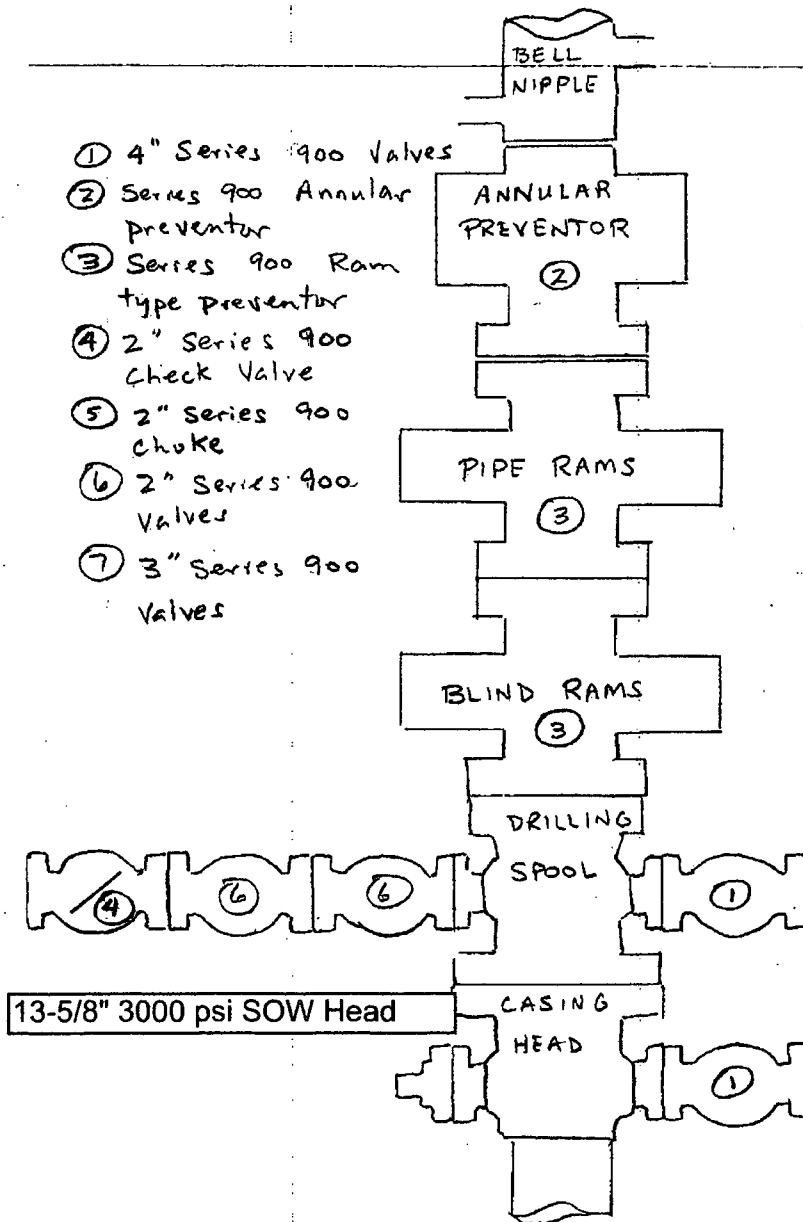 BELL
NIPPLE
① 4" Series 900 Valves
② Series 900 Annular
preventor
③ Series 900 Ram
type preventor
④ 2" Series 900
Check Valve
⑤ 2" Series 900
choke
⑥ 2" Series 900
Valves
⑦ 3" Series 900
Valves
ANNULAR
PREVENTOR
②
PIPE RAMS
③
BLIND RAMS
③
DRILLING
SPOOL
④ ⑥ ⑥ ①
13-5/8" 3000 psi SOW Head
CASING
HEAD
①